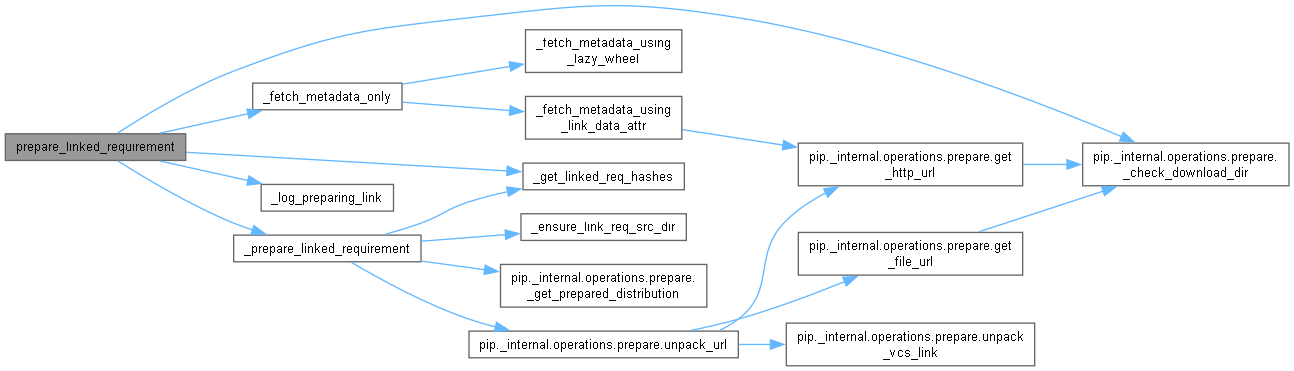 prepare_linked_requirement
_fetch_metadata_only
_log_preparing_link
_prepare_linked_requirement
_fetch_metadata_using
_lazy_wheel
_fetch_metadata_using
_link_data_attr
_get_linked_req_hashes
_ensure_link_req_src_dir
pip._internal.operations.prepare.
_get_prepared_distribution
pip._internal.operations.prepare.unpack_url
pip._internal.operations.prepare.get
_http_url
pip._internal.operations.prepare.get
_file_url
pip._internal.operations.prepare.unpack
_vcs_link
pip._internal.operations.prepare.
_check_download_dir